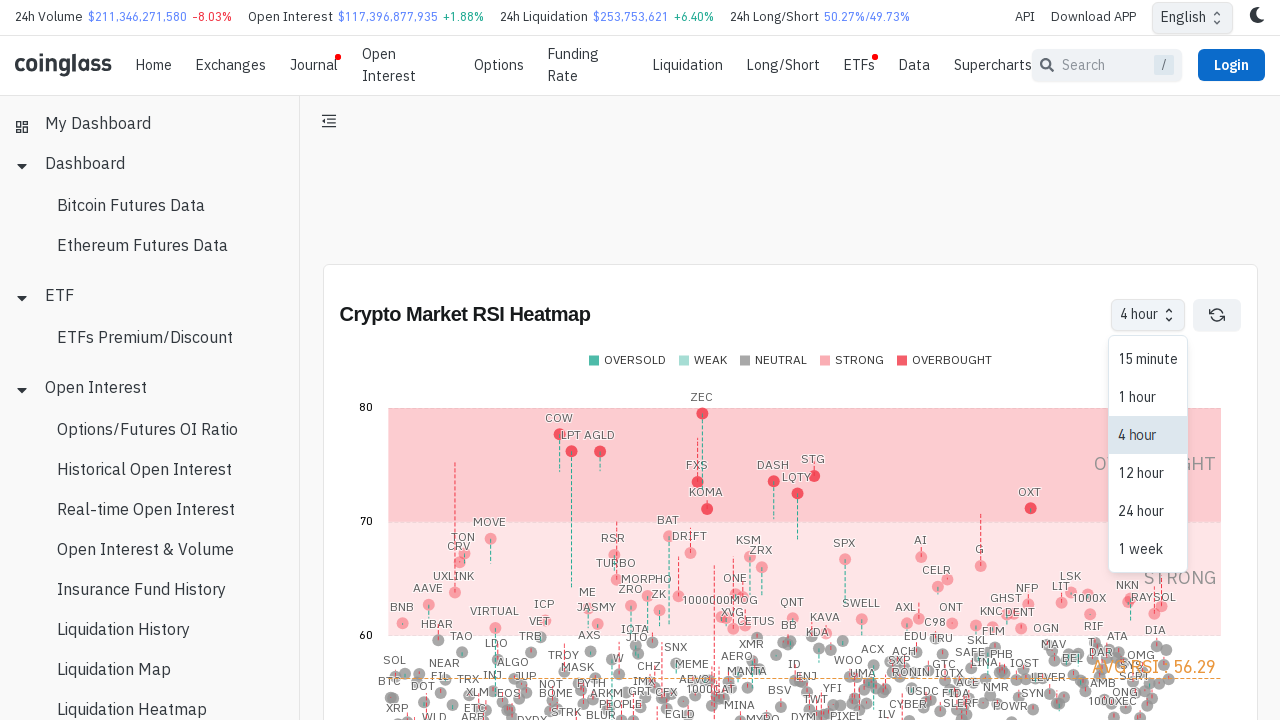 24h Volume $211,346,271,580 -8.03% Open Interest $117,396,877,935 +1.88% 24h Liquidation $253,753,621 +6.40% 24h Long/Short 50.27%/49.73% API Download APP English
coinglass Home Exchanges Journal Open Interest Options Funding Rate Liquidation Long/Short ETFs Data Supercharts Search / Login
My Dashboard
Dashboard
Bitcoin Futures Data
Ethereum Futures Data
ETF
ETFs Premium/Discount
Open Interest
Options/Futures OI Ratio
Historical Open Interest
Real-time Open Interest
Open Interest & Volume
Insurance Fund History
Liquidation History
Liquidation Map
Liquidation Heatmap
Crypto Market RSI Heatmap
4 hour
15 minute
1 hour
4 hour
12 hour
24 hour
1 week
OVERSOLD WEAK NEUTRAL STRONG OVERBOUGHT
80
ZEC
COW
LPT AGLD
STG
FXS DASH
LQTY
KOMA OXT
70
MOVE BAT
TON RSR DRIFT KSM AI
CRV ZRX SPX G
TURBO
UXLINK MORPHO ONE CELR LSK
STRONG
AAVE ME ZRO ZK NFP LIT NKN
BNB ICP JASMY 1000000MOG QNT SWELL AXL ONT GHST 1000X RAYSOL
VIRTUAL XVG KNC DENT
HBAR VET CETUS KAVA C98 RIF
60
TAO TRB AXS IOTA BB KDA EDU TRU FLM OGN DIA
LDO JTO XMR SKL ATA
SNX ACX ACH SAFE PHB MAV
SOL NEAR ALGO TRDY W AERO WOO SXP LINA BEL DAR OMG
MASK CHZ MEME ID GTC IOST
AVG RSI : 56.29
BTC FIL TRX INJ JUP MANTA ENJ UMA RONIN IOTX SCRT
DOT NOT PYTH IMX YFI ACE LEVER AMB
XLM EOS BOME ARKM GRT CFX 1000CAT BSV USDC FIDA NMR SYN ONG
XRP ETC PEOPLE MINA TWT CYBER SLERF POWR 1000XEC
WLD ARB DYDX STRK BLUR EGLD MYRO DYM PIXEL ILV